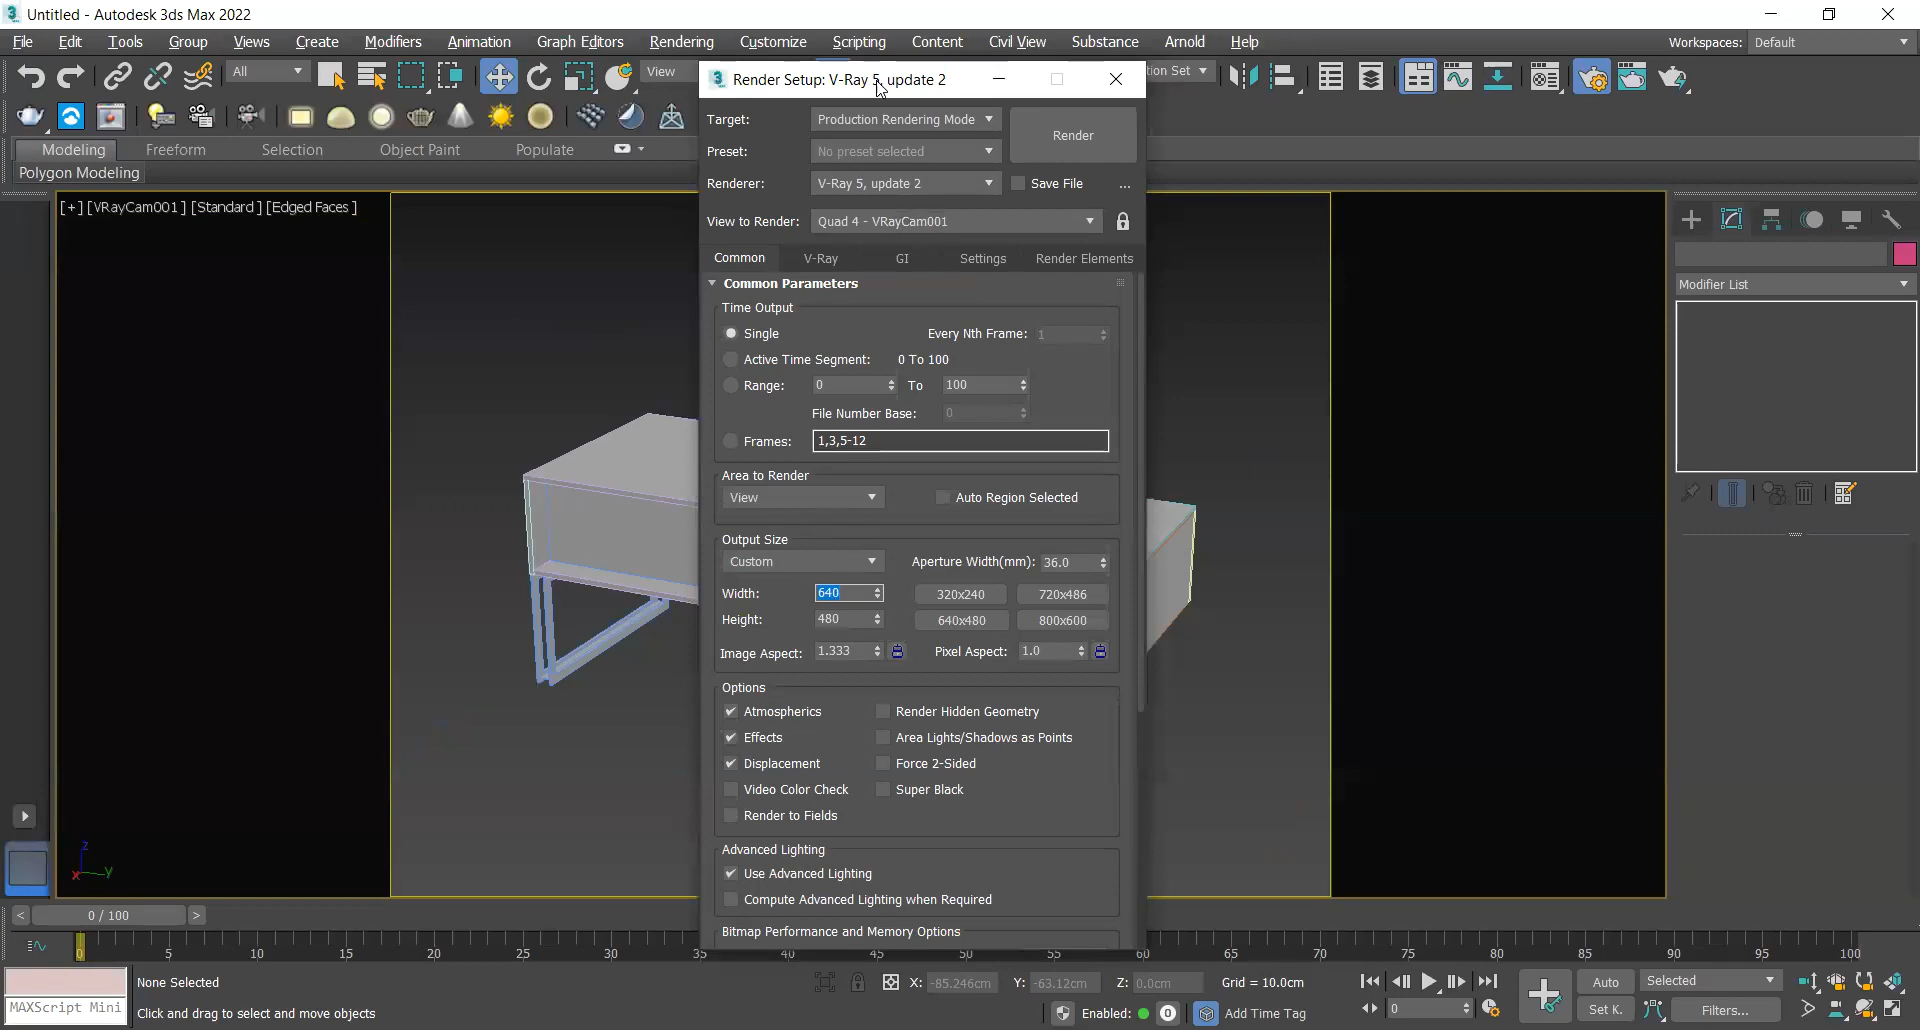 Untitled - Autodesk 3ds Max 2022
File Edit Tools Group Views Create Modifiers Animation Graph Editors Rendering Customize Scripting Content Civil View Substance Arnold Help
Workspaces: Default
All
View
tion Set
Modeling Freeform Selection Object Paint Populate
Polygon Modeling
[+] [VRayCam001] [Standard] [Edged Faces]
Render Setup: V-Ray 5, update 2
Target: Production Rendering Mode
Render
Preset: No preset selected
Renderer: V-Ray 5, update 2
Save File ...
View to Render: Quad 4 - VRayCam001
Common V-Ray GI Settings Render Elements
Common Parameters
Time Output
Single
Every Nth Frame: 1
Active Time Segment: 0 To 100
Range: 0 To 100
File Number Base: 0
Frames: 1,3,5-12
Area to Render
View
Auto Region Selected
Output Size
Custom
Aperture Width(mm): 36.0
Width: 640 320x240 720x486
Height: 480 640x480 800x600
Image Aspect: 1.333 Pixel Aspect: 1.0
Options
Atmospherics Render Hidden Geometry
Effects Area Lights/Shadows as Points
Displacement Force 2-Sided
Video Color Check Super Black
Render to Fields
Advanced Lighting
Use Advanced Lighting
Compute Advanced Lighting when Required
Bitmap Performance and Memory Options
Modifier List
z
x y
< 0 / 100 >
0 5 10 15 20 25 30 35 40 45 50 55 60 65 70 75 80 85 90 95 100
None Selected
X: -85.246cm Y: -63.12cm Z: 0.0cm Grid = 10.0cm
Auto Selected
MAXScript Mini
Click and drag to select and move objects
Enabled: 0 Add Time Tag
0
Set K. Filters...